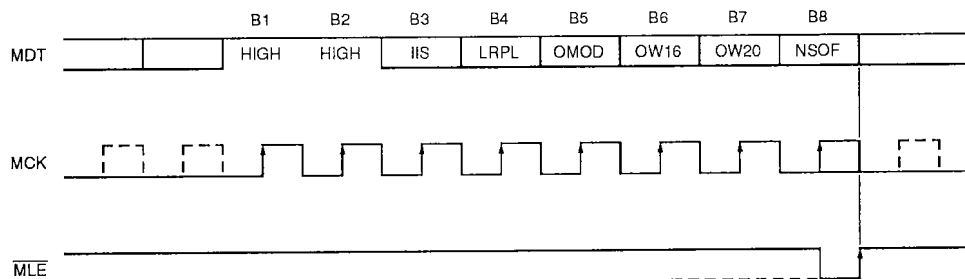 B1 B2 B3 B4 B5 B6 B7 B8
MDT HIGH HIGH IIS LRPL OMOD OW16 OW20 NSOF
MCK
MLE